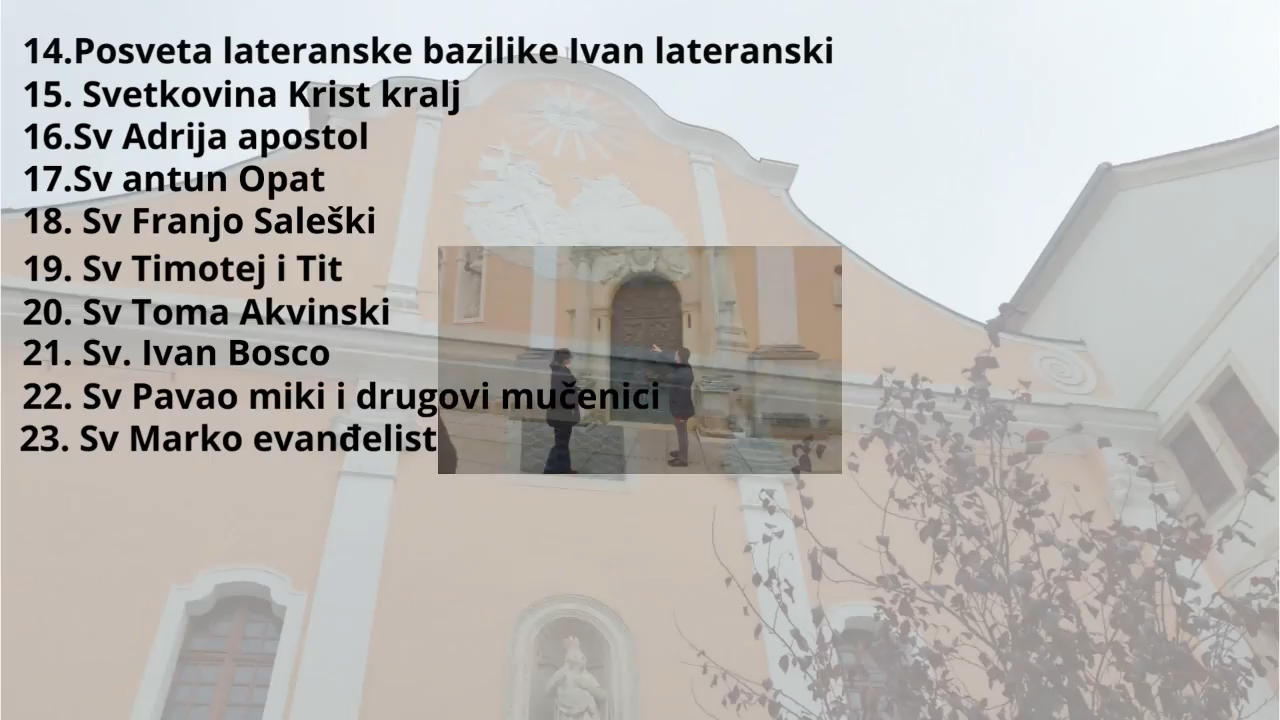 14.Posveta lateranske bazilike Ivan lateranski
15. Svetkovina Krist kralj
16.Sv Adrija apostol
17.Sv antun Opat
18. Sv Franjo Saleški
19. Sv Timotej i Tit
20. Sv Toma Akvinski
21. Sv. Ivan Bosco
22. Sv Pavao miki i drugovi mučenici
23. Sv Marko evanđelist